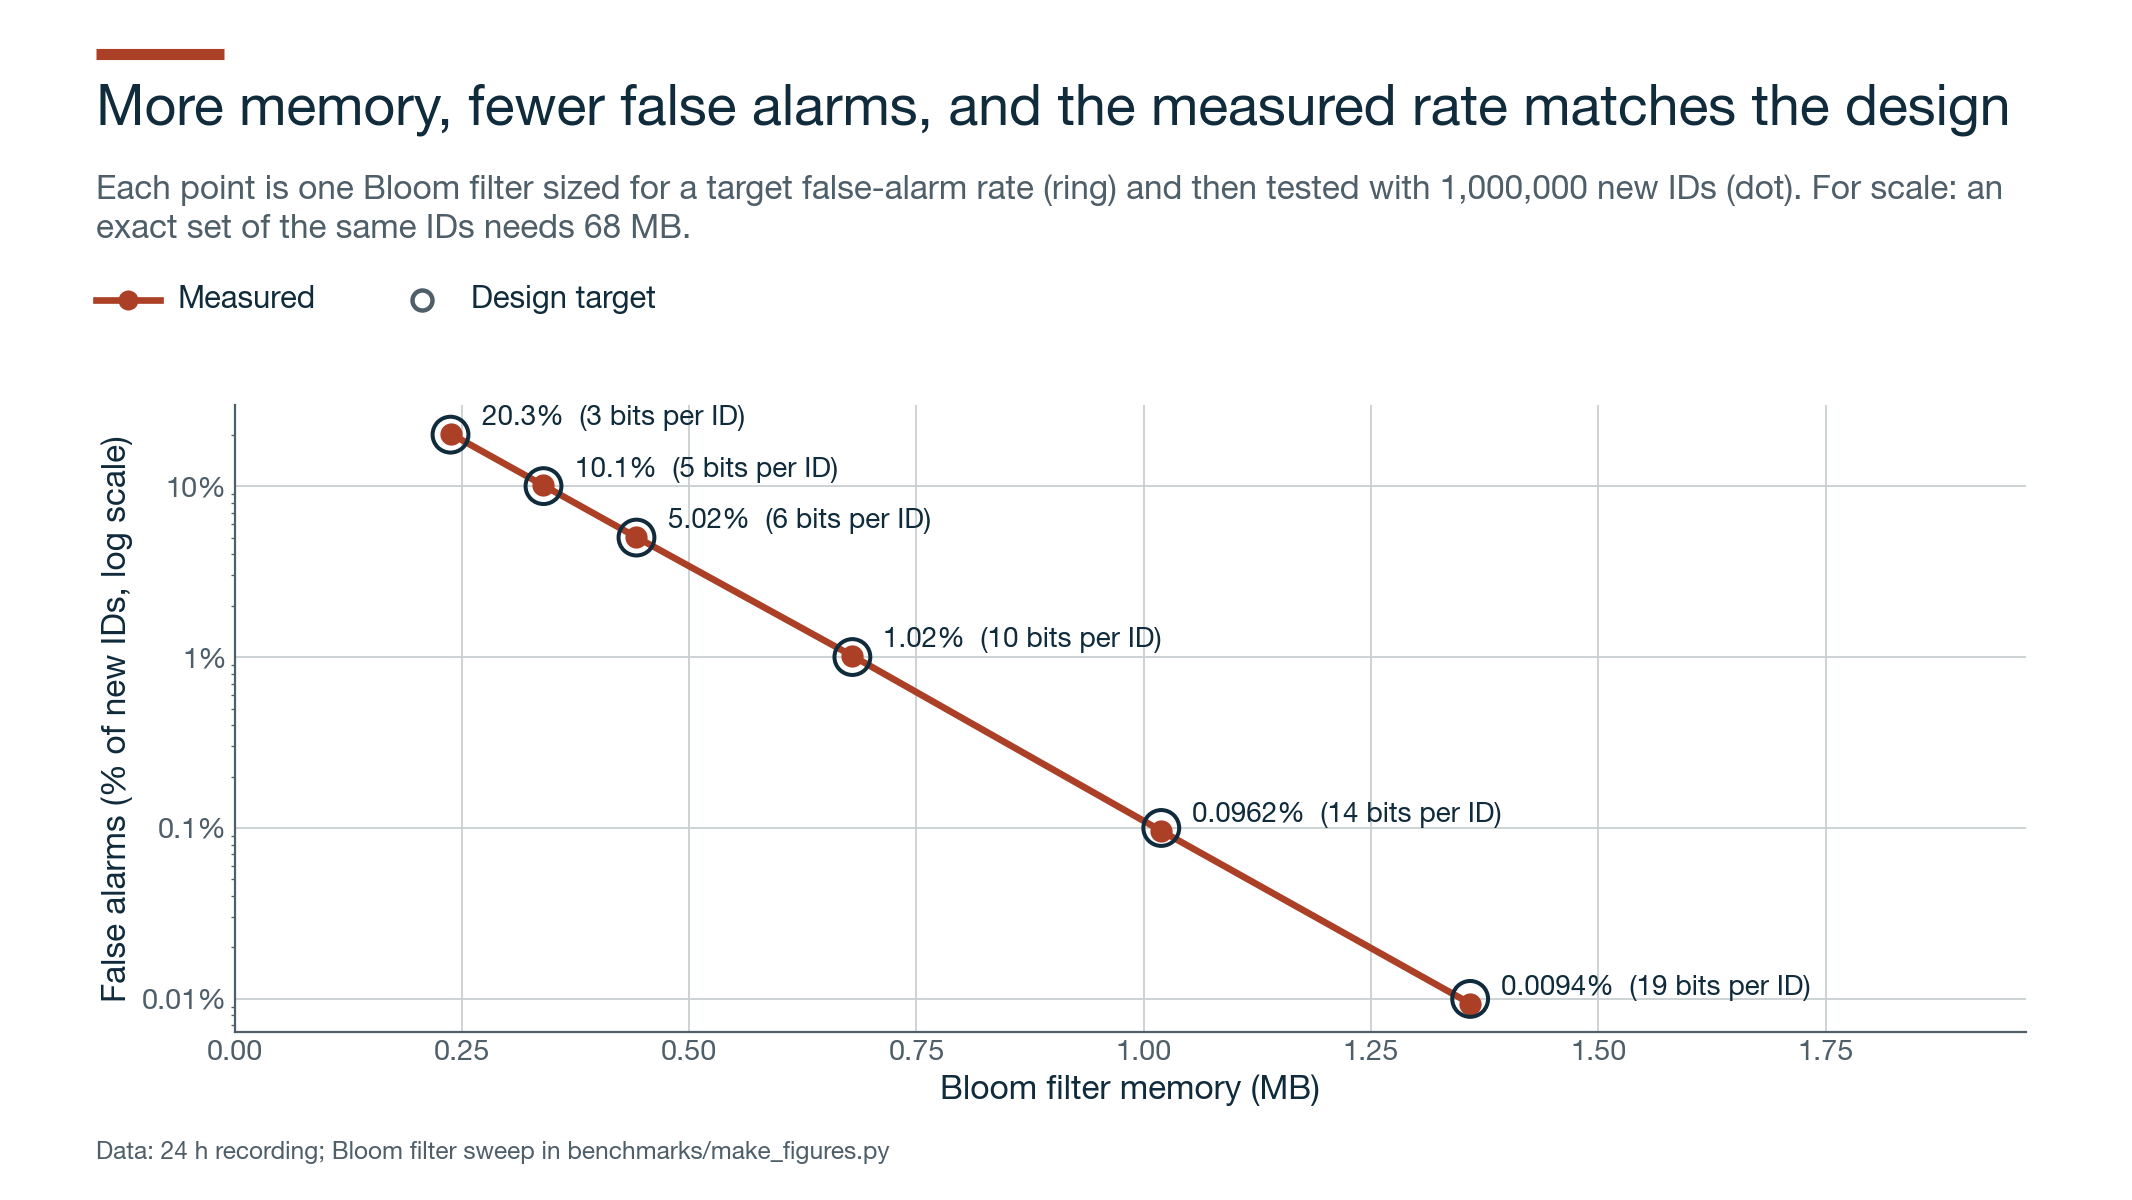 More memory, fewer false alarms, and the measured rate matches the design
Each point is one Bloom filter sized for a target false-alarm rate (ring) and then tested with 1,000,000 new IDs (dot). For scale: an
exact set of the same IDs needs 68 MB.
Measured
Design target
False alarms (% of new IDs, log scale)
10%
1%
0.1%
0.01%
20.3% (3 bits per ID)
10.1% (5 bits per ID)
5.02% (6 bits per ID)
1.02% (10 bits per ID)
0.0962% (14 bits per ID)
0.0094% (19 bits per ID)
0.00
0.25
0.50
0.75
1.00
1.25
1.50
1.75
Bloom filter memory (MB)
Data: 24 h recording; Bloom filter sweep in benchmarks/make_figures.py